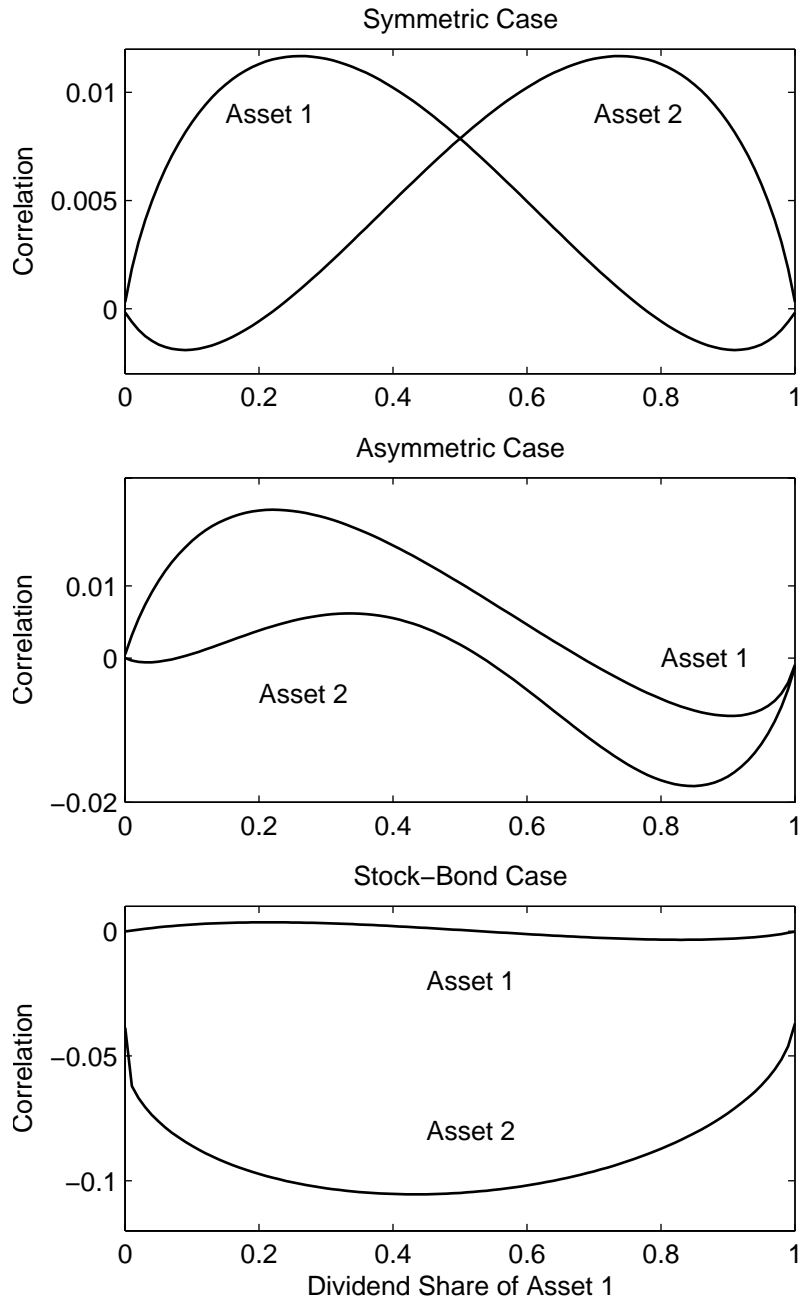 Symmetric Case
0.01
0.005
0
Correlation
Asset 1
Asset 2
0 0.2 0.4 0.6 0.8 1
Asymmetric Case
0.01
0
−0.02
Correlation
Asset 1
Asset 2
0 0.2 0.4 0.6 0.8 1
Stock−Bond Case
0
−0.05
−0.1
Correlation
Asset 1
Asset 2
0 0.2 0.4 0.6 0.8 1
Dividend Share of Asset 1